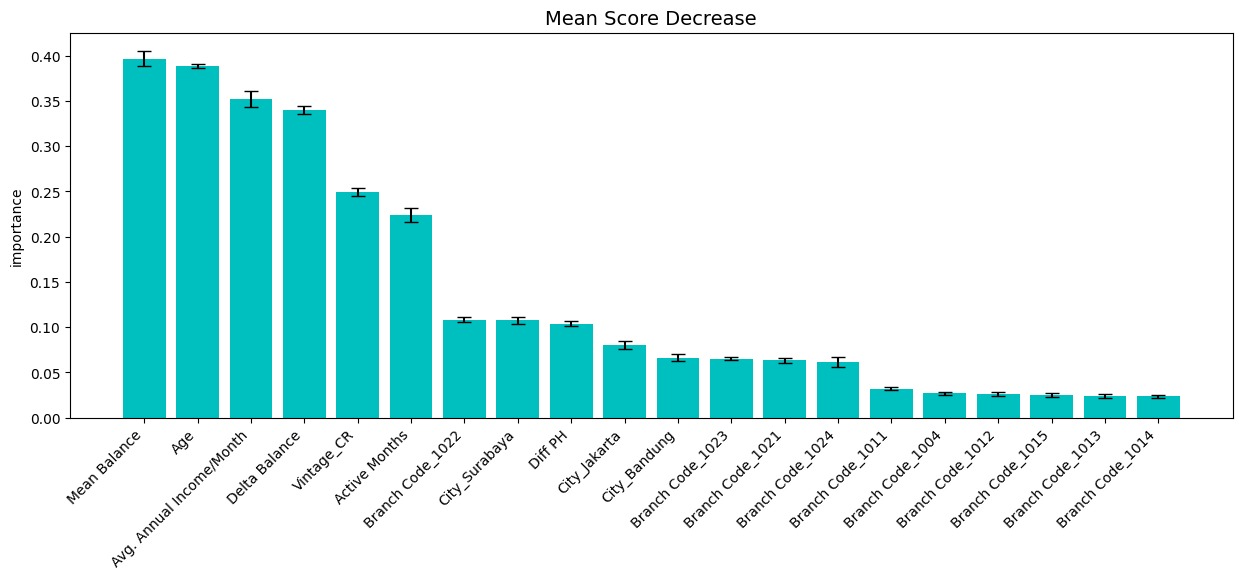 Mean Score Decrease
importance
0.40
0.35
0.30
0.25
0.20
0.15
0.10
0.05
0.00
Mean Balance
Age
Avg. Annual Income/Month
Delta Balance
Vintage_CR
Active Months
Branch Code_1022
City_Surabaya
Diff PH
City_Jakarta
City_Bandung
Branch Code_1023
Branch Code_1021
Branch Code_1024
Branch Code_1011
Branch Code_1004
Branch Code_1012
Branch Code_1015
Branch Code_1013
Branch Code_1014